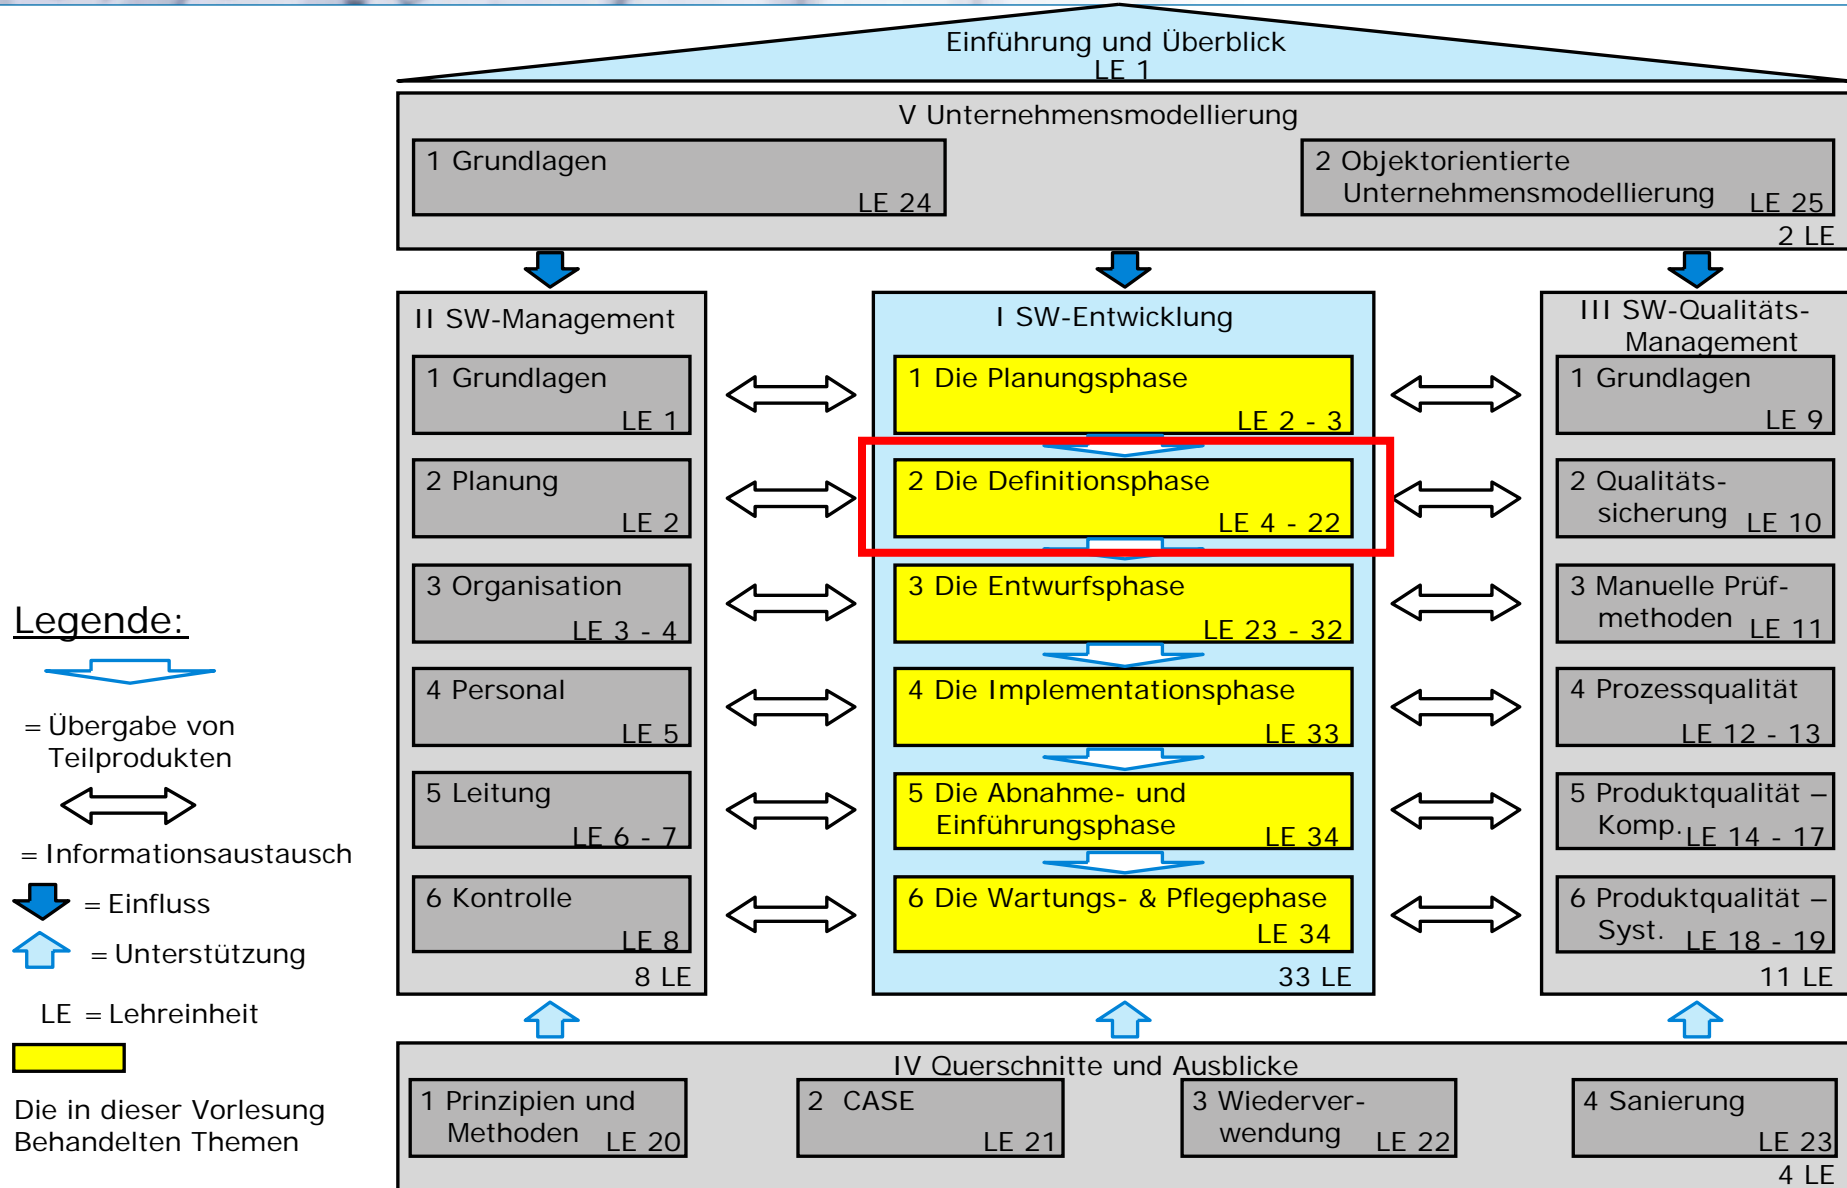 Einführung und Überblick
LE 1
V Unternehmensmodellierung
1 Grundlagen
LE 24
2 Objektorientierte
Unternehmensmodellierung
LE 25
2 LE
II SW-Management
1 Grundlagen
LE 1
2 Planung
LE 2
3 Organisation
LE 3 - 4
4 Personal
LE 5
5 Leitung
LE 6 - 7
6 Kontrolle
LE 8
8 LE
I SW-Entwicklung
1 Die Planungsphase
LE 2 - 3
2 Die Definitionsphase
LE 4 - 22
3 Die Entwurfsphase
LE 23 - 32
4 Die Implementationsphase
LE 33
5 Die Abnahme- und
Einführungsphase
LE 34
6 Die Wartungs- & Pflegephase
LE 34
33 LE
III SW-Qualitäts-
Management
1 Grundlagen
LE 9
2 Qualitäts-
sicherung LE 10
3 Manuelle Prüf-
methoden LE 11
4 Prozessqualität
LE 12 - 13
5 Produktqualität –
Komp. LE 14 - 17
6 Produktqualität –
Syst. LE 18 - 19
11 LE
IV Querschnitte und Ausblicke
1 Prinzipien und
Methoden LE 20
2 CASE
LE 21
3 Wiederver-
wendung LE 22
4 Sanierung
LE 23
4 LE
Legende:
= Übergabe von
Teilprodukten
= Informationsaustausch
= Einfluss
= Unterstützung
LE = Lehreinheit
Die in dieser Vorlesung
Behandelten Themen